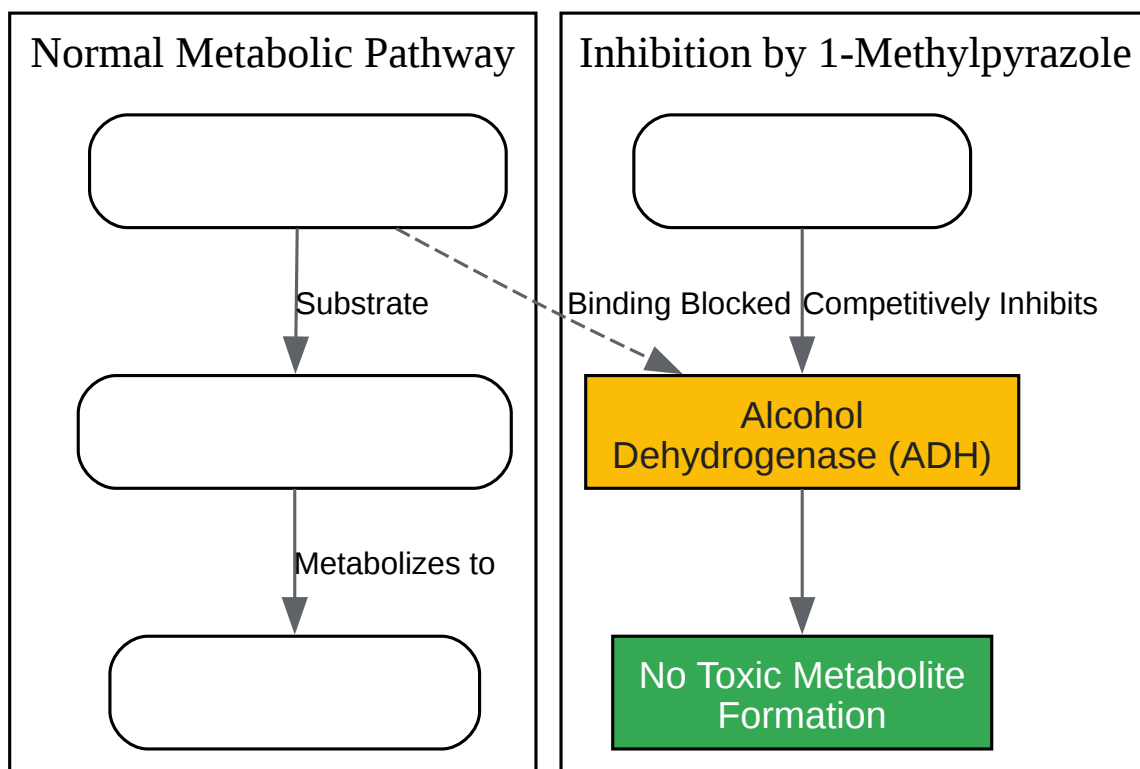 Normal Metabolic Pathway
Substrate
Metabolizes to
Inhibition by 1-Methylpyrazole
Binding Blocked
Competitively Inhibits
Alcohol
Dehydrogenase (ADH)
No Toxic Metabolite
Formation